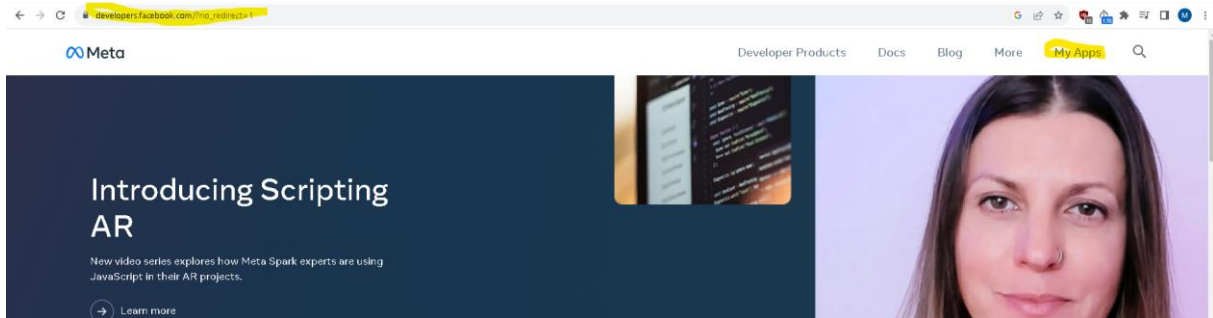 developers.facebook.com/?no_redirect=1
Meta
Developer Products Docs Blog More My Apps
Introducing Scripting
AR
New video series explores how Meta Spark experts are using
JavaScript in their AR projects.
Learn more